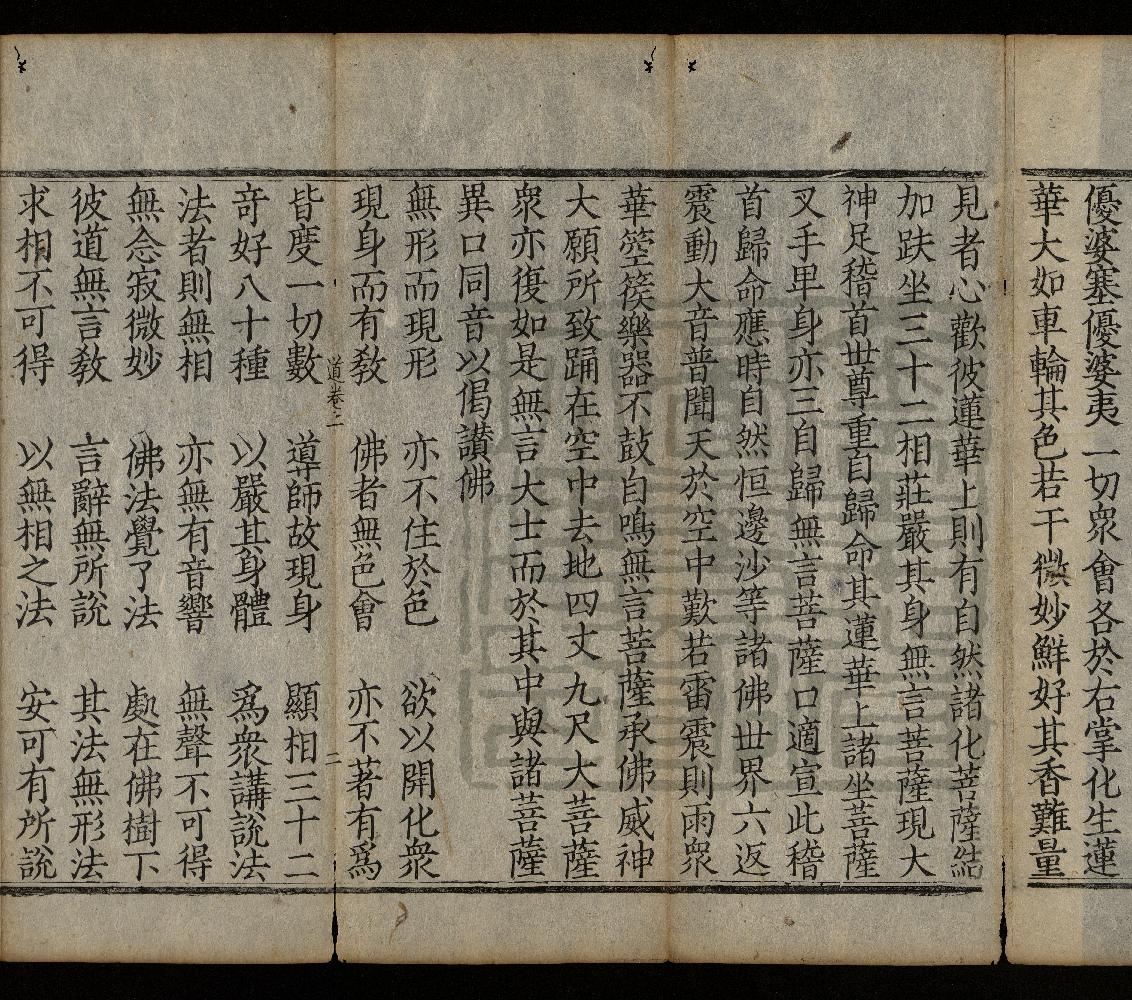 優婆塞優婆夷一切衆會各於右掌化生蓮
華大如車輪其色若干微妙鮮好其香難量
見者心歡彼蓮華上則有自然諸化菩薩結
加趺坐三十二相莊嚴其身無言菩薩現大
神足稽首世尊重自歸命其蓮華上諸坐菩薩
叉手卑身亦三自歸無言菩薩口適宣此稽
首歸命應時自然恒邊沙等諸佛世界六返
震動大音普聞天於空中歎若雷震則雨衆
華箜篌樂器不鼓自鳴無言菩薩承佛威神
大願所致踊在空中去地四丈九尺大菩薩
衆亦復如是無言大士而於其中與諸菩薩
異口同音以偈讃佛
無形而現形　亦不住於色　欲以開化衆
現身而有敎　佛者無色會　亦不著有爲
道卷二　二
皆度一切數　導師故現身　顯相三十二
竒好八十種　以嚴其身體　爲衆講說法
法者則無相　亦無有音響　無聲不可得
無念寂微妙　佛法覺了法　處在佛樹下
彼道無言敎　言辭無所說　其法無形法
求相不可得　以無相之法　安可有所說